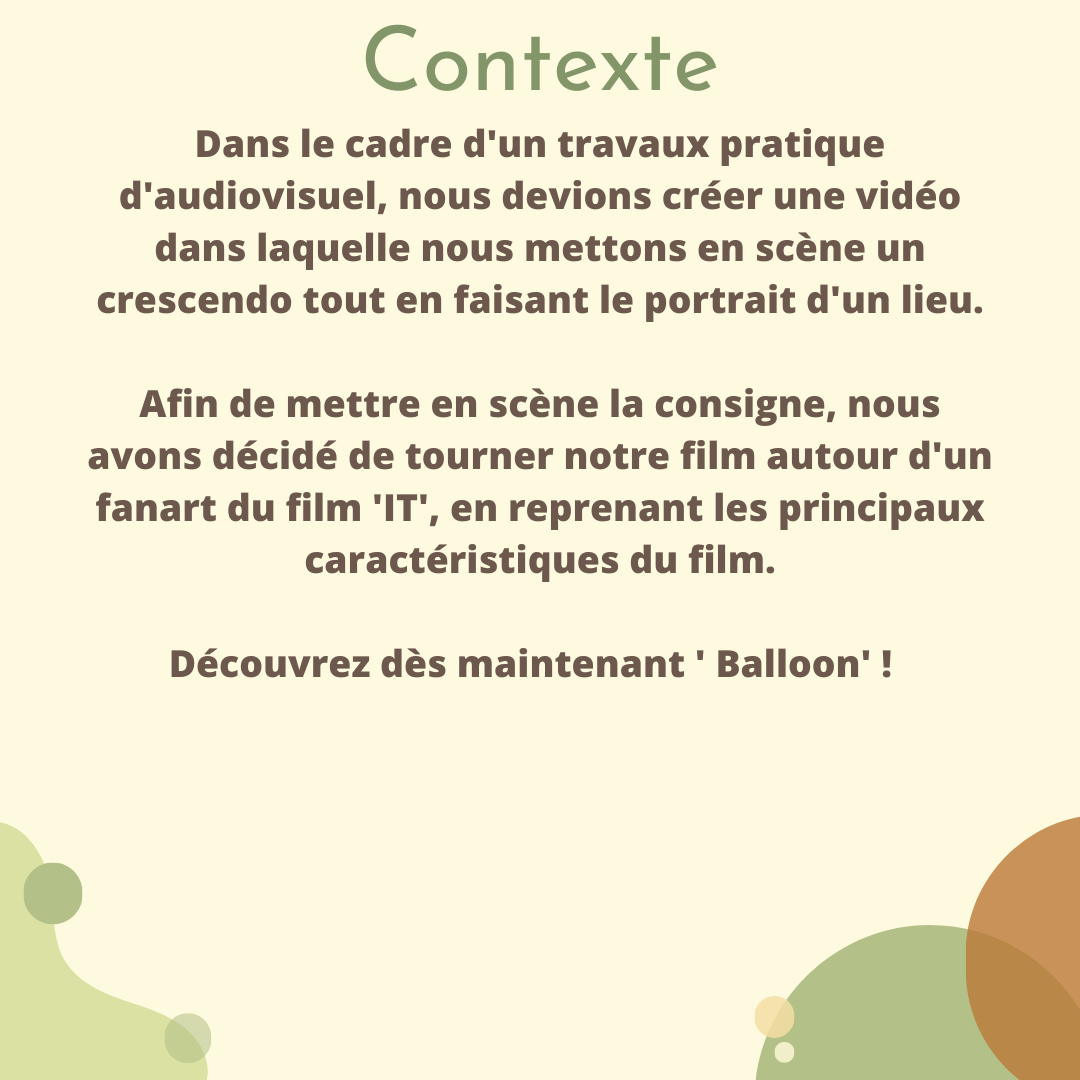 Contexte
Dans le cadre d'un travaux pratique
d'audiovisuel, nous devions créer une vidéo
dans laquelle nous mettons en scène un
crescendo tout en faisant le portrait d'un lieu.
Afin de mettre en scène la consigne, nous
avons décidé de tourner notre film autour d'un
fanart du film 'IT', en reprenant les principaux
caractéristiques du film.
Découvrez dès maintenant ' Balloon' !